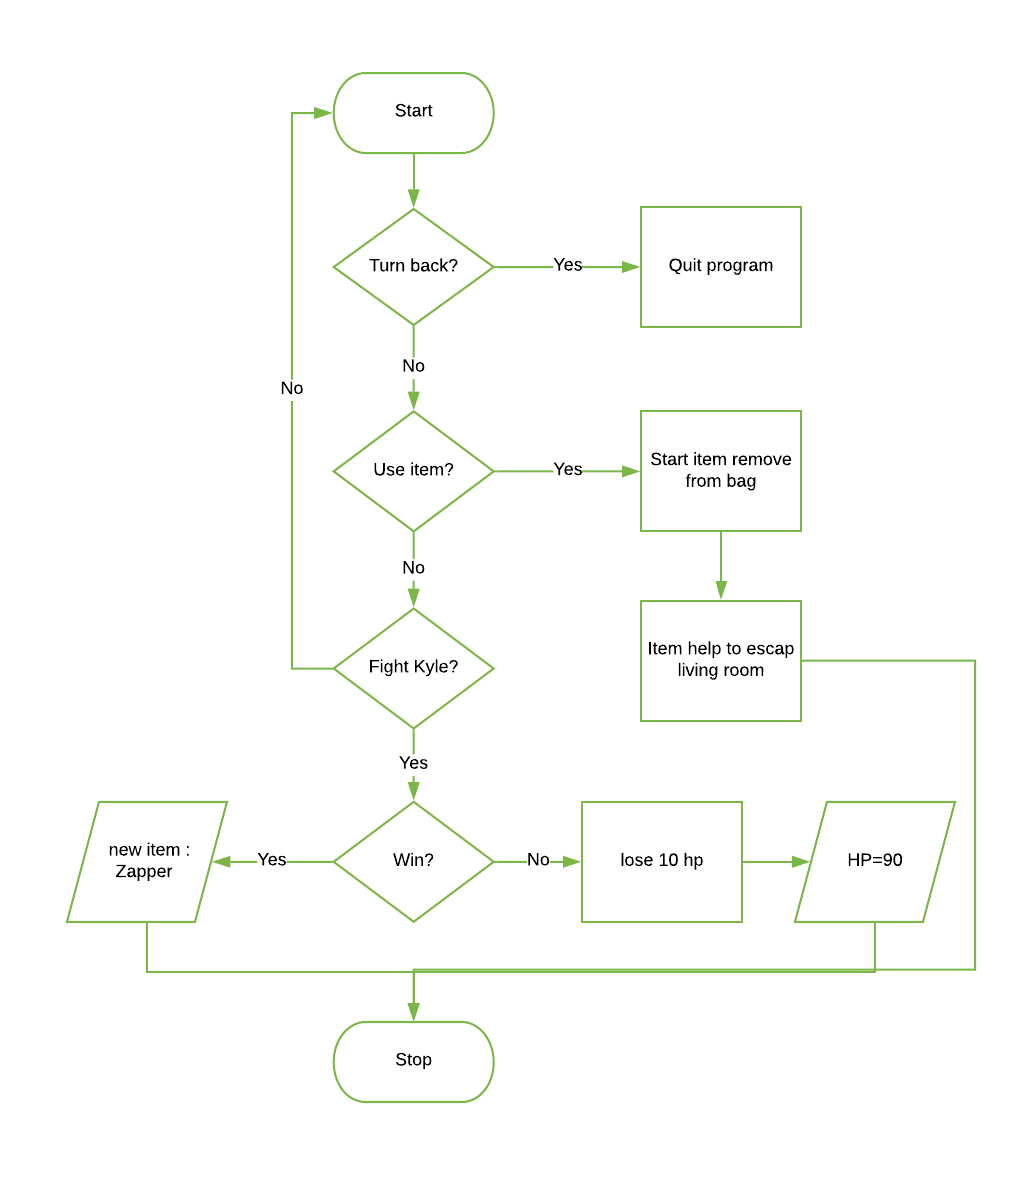 Start
Turn back?
Yes
Quit program
No
No
Use item?
Yes
Start item remove
from bag
No
Fight Kyle?
Item help to escap
living room
Yes
new item :
Zapper
Yes
Win?
No
lose 10 hp
HP=90
Stop